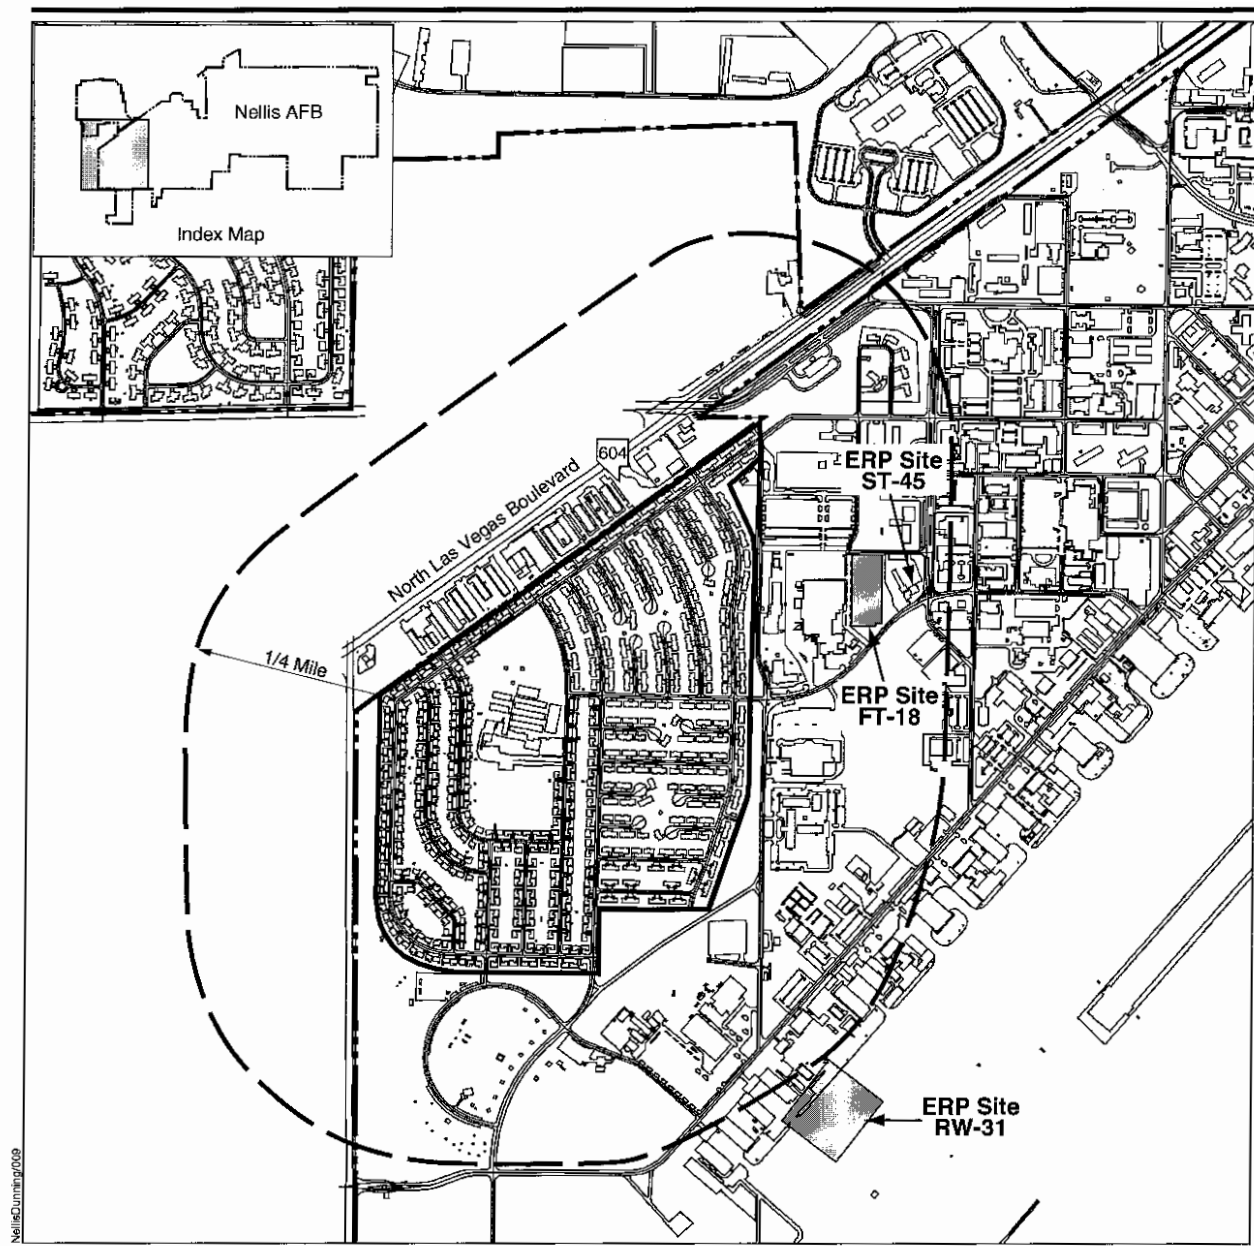 Nellis AFB
Index Map
604
North Las Vegas Boulevard
ERP Site
ST-45
1/4 Mile
ERP Site
FT-18
ERP Site
RW-31
NellisDunning/009